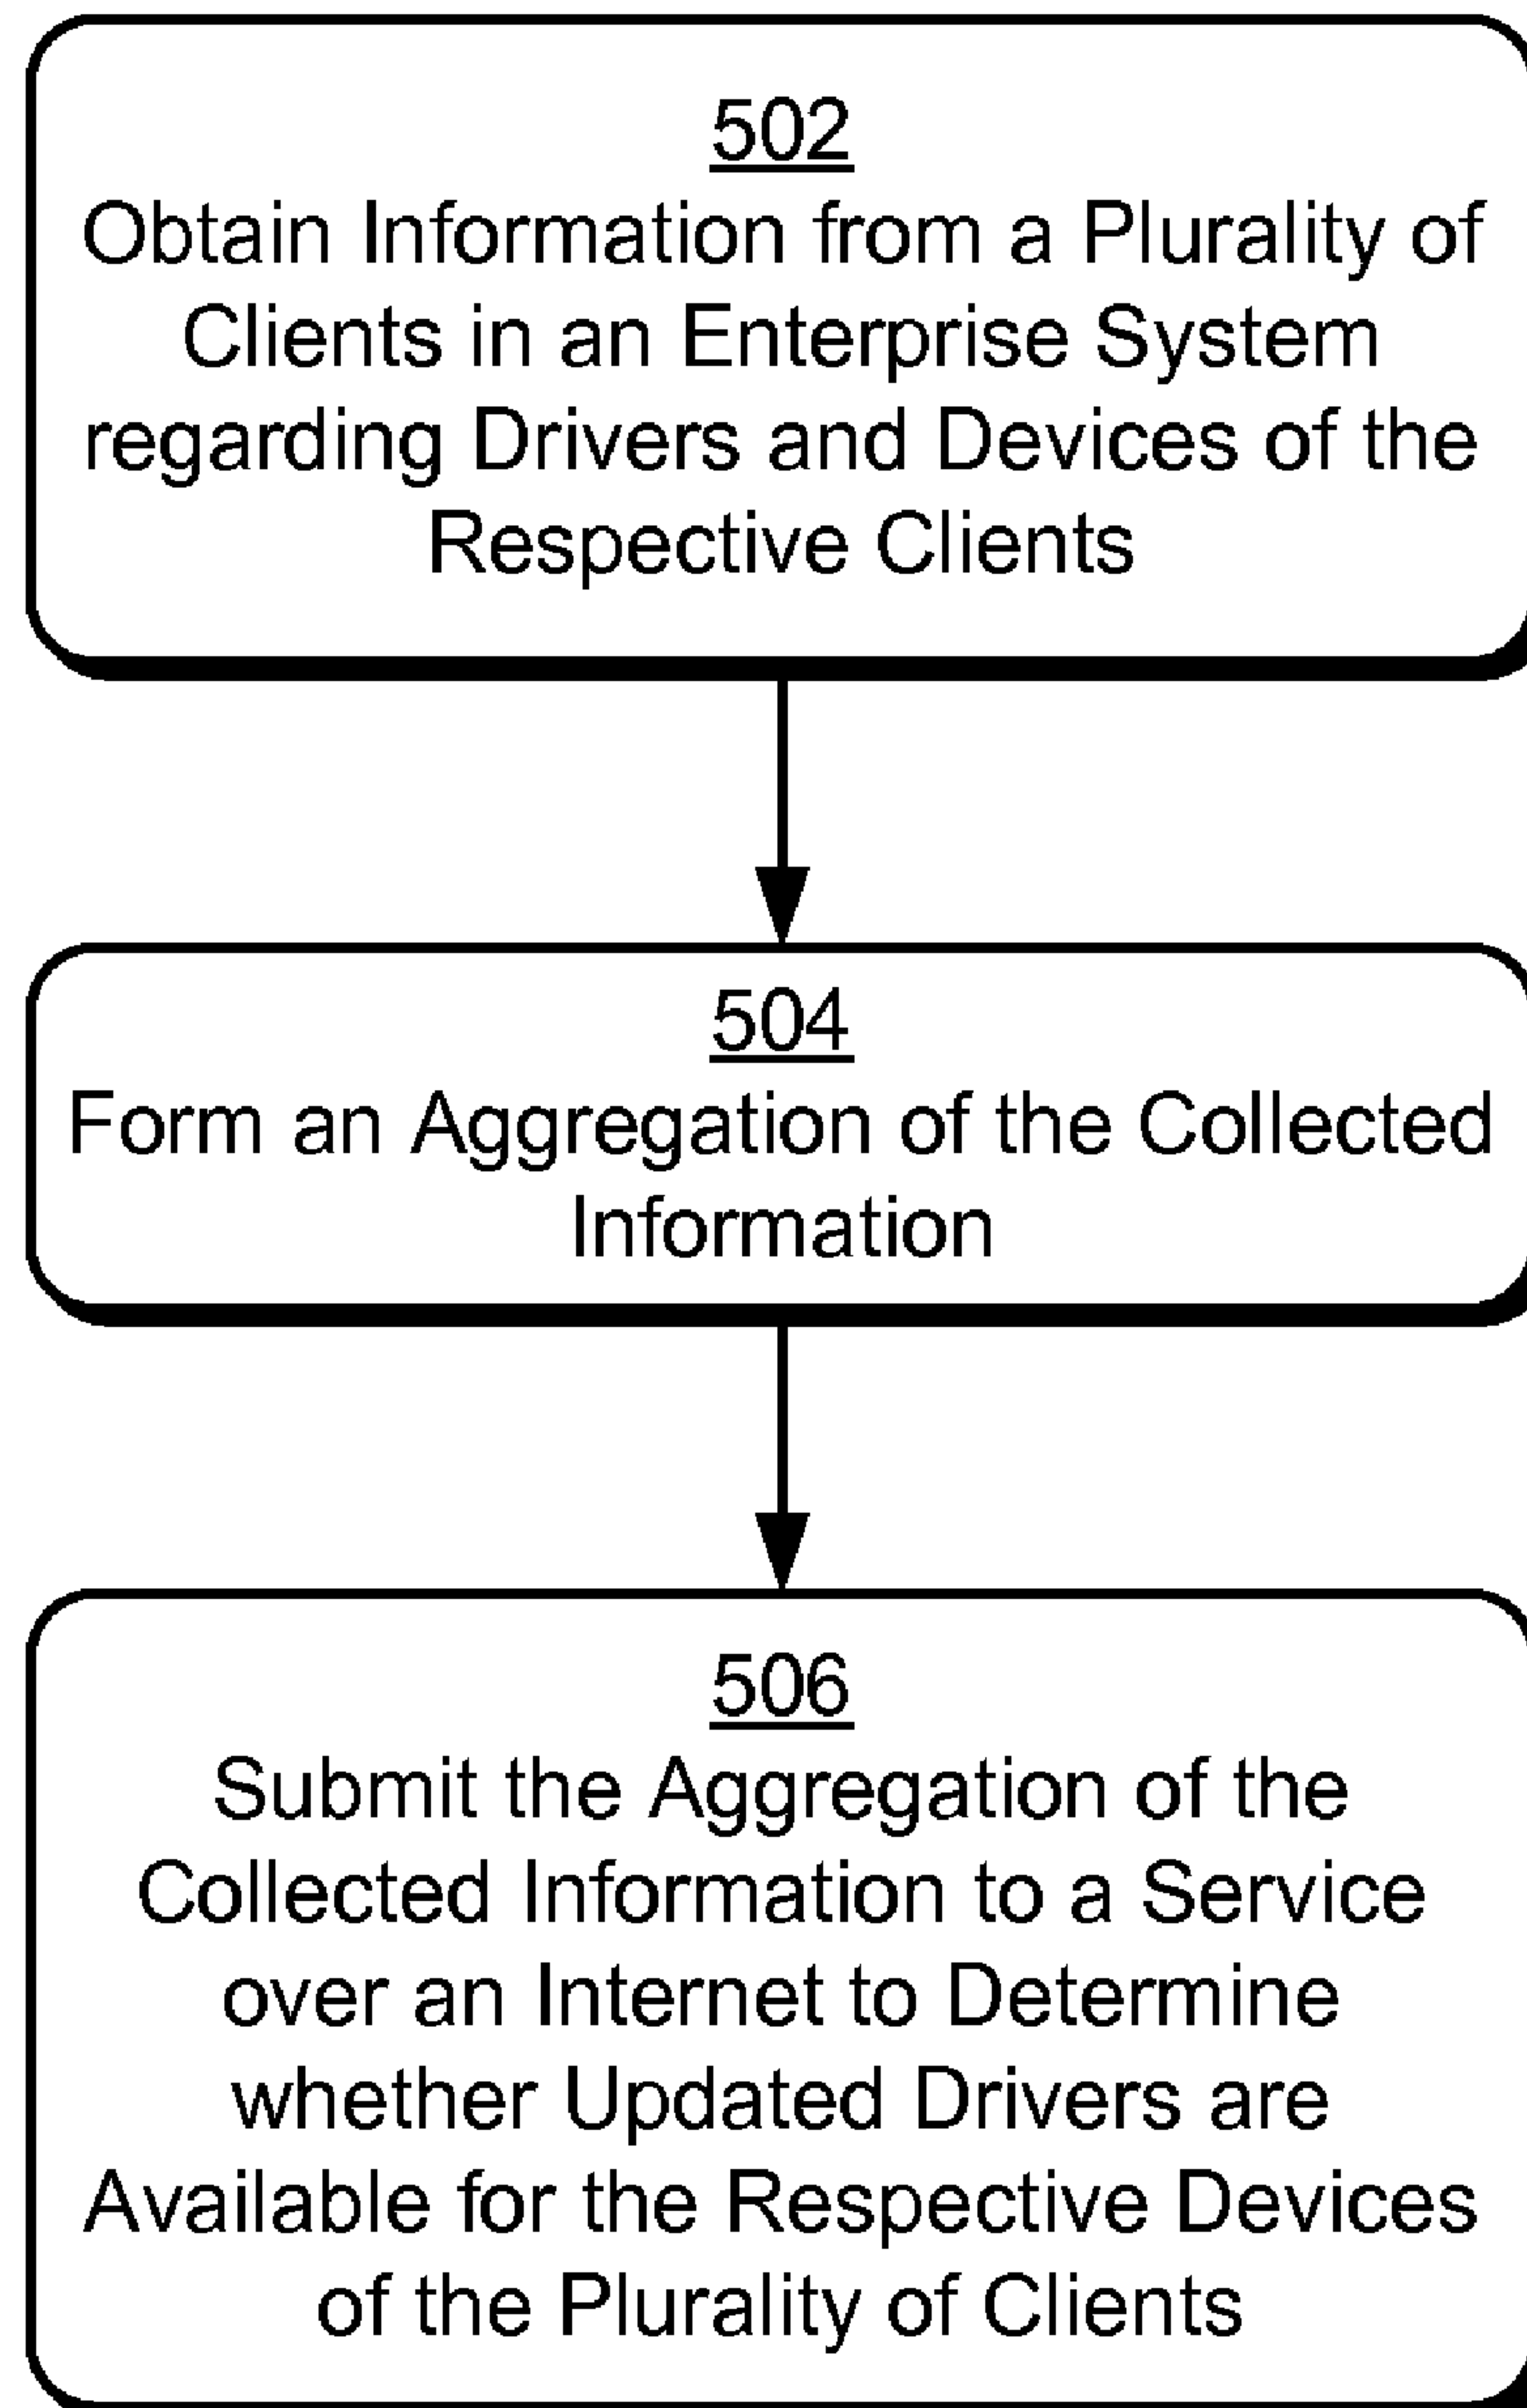 502
Obtain Information from a Plurality of
Clients in an Enterprise System
regarding Drivers and Devices of the
Respective Clients
504
Form an Aggregation of the Collected
Information
506
Submit the Aggregation of the
Collected Information to a Service
over an Internet to Determine
whether Updated Drivers are
Available for the Respective Devices
of the Plurality of Clients